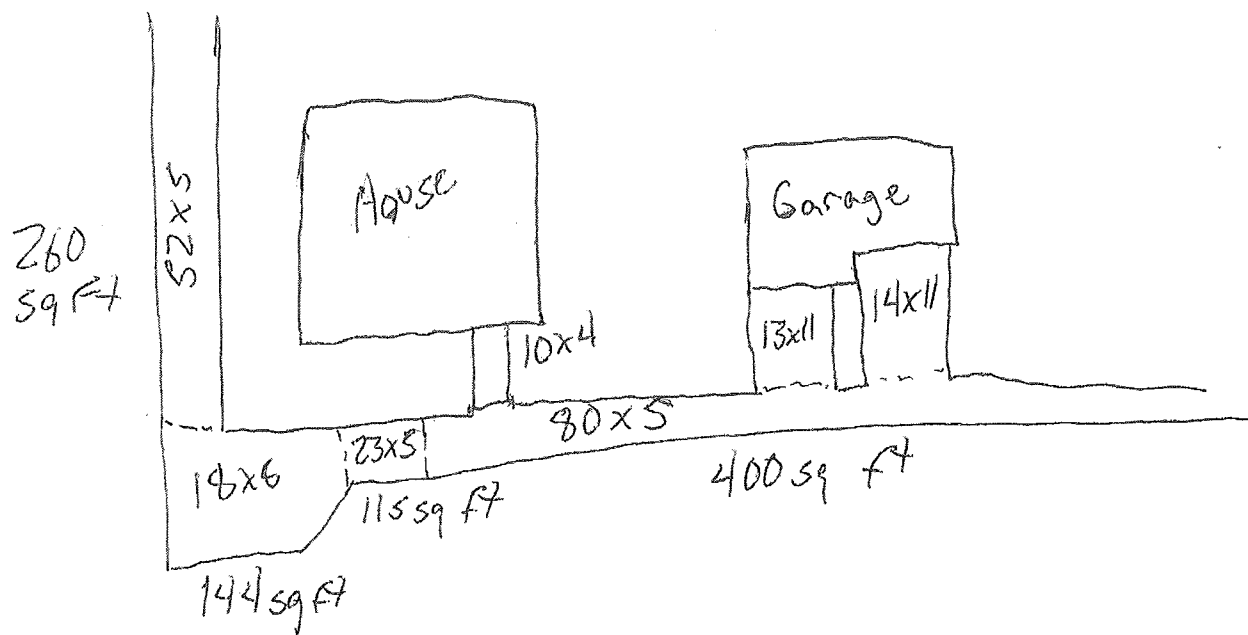 House
Garage
260
sq ft
52x5
10x4
13x11
14x11
80x5
23x5
18x8
400 sq ft
115 sq ft
144 sq ft